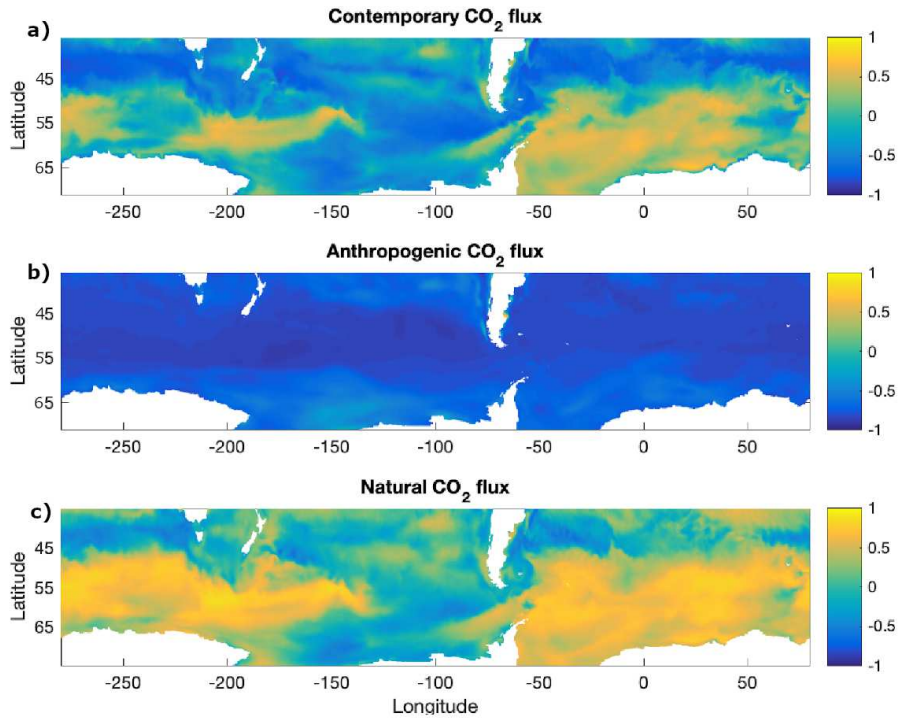 a)
Contemporary CO2 flux
Latitude
45
55
65
-250 -200 -150 -100 -50 0 50
1
0.5
0
-0.5
-1
b)
Anthropogenic CO2 flux
Latitude
45
55
65
-250 -200 -150 -100 -50 0 50
1
0.5
0
-0.5
-1
c)
Natural CO2 flux
Latitude
45
55
65
-250 -200 -150 -100 -50 0 50
Longitude
1
0.5
0
-0.5
-1